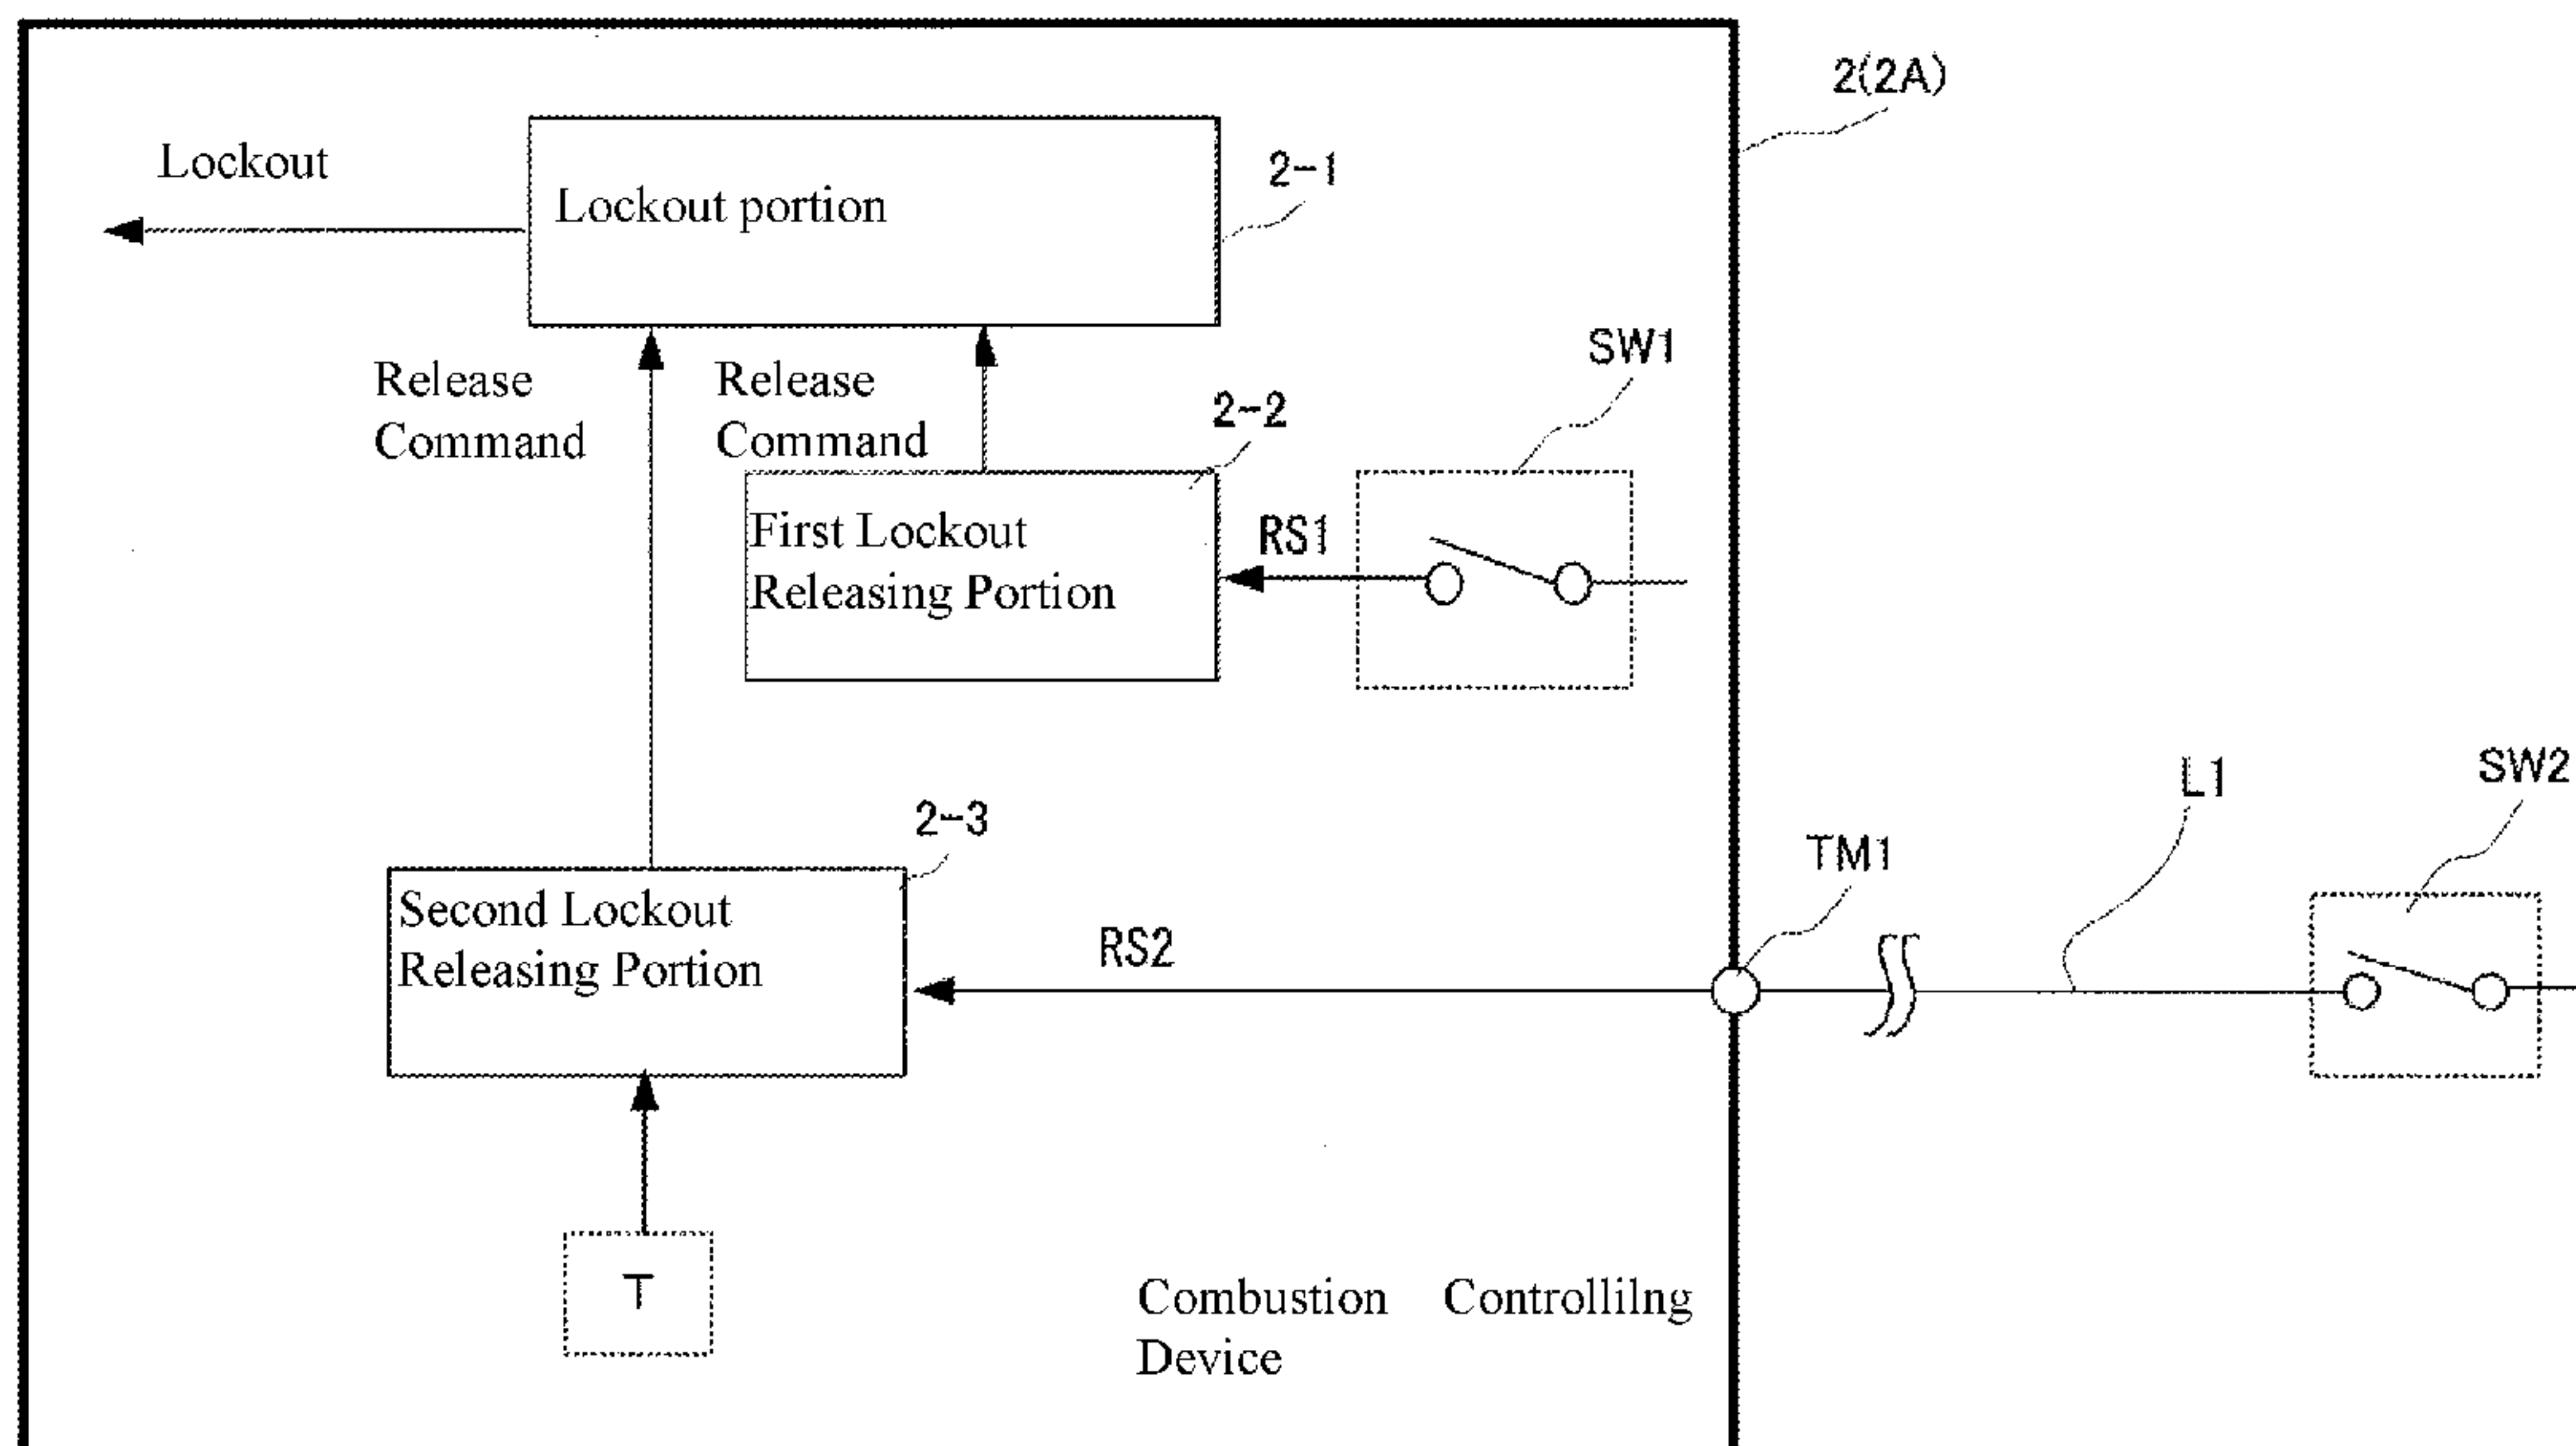 2(2A)
Lockout
2-1
Lockout portion
SW1
Release
Command
Release
Command
2-2
First Lockout
Releasing Portion
RS1
SW2
L1
2-3
TM1
Second Lockout
Releasing Portion
RS2
T
Combustion Controllilng
Device